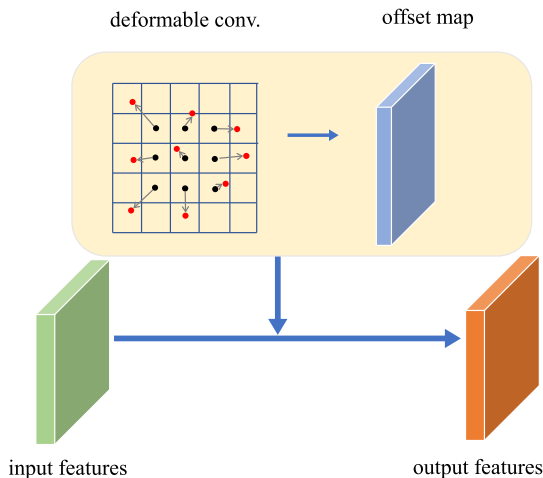 deformable conv.
offset map
input features
output features